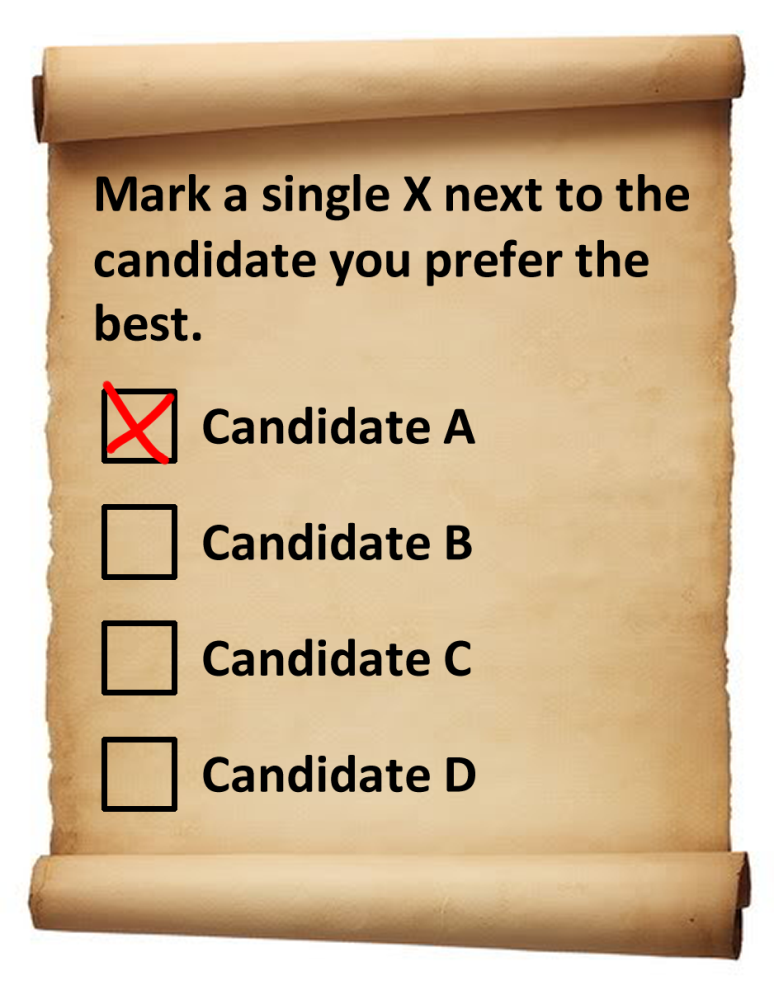 Mark a single X next to the
candidate you prefer the
best.
Candidate A
Candidate B
Candidate C
Candidate D